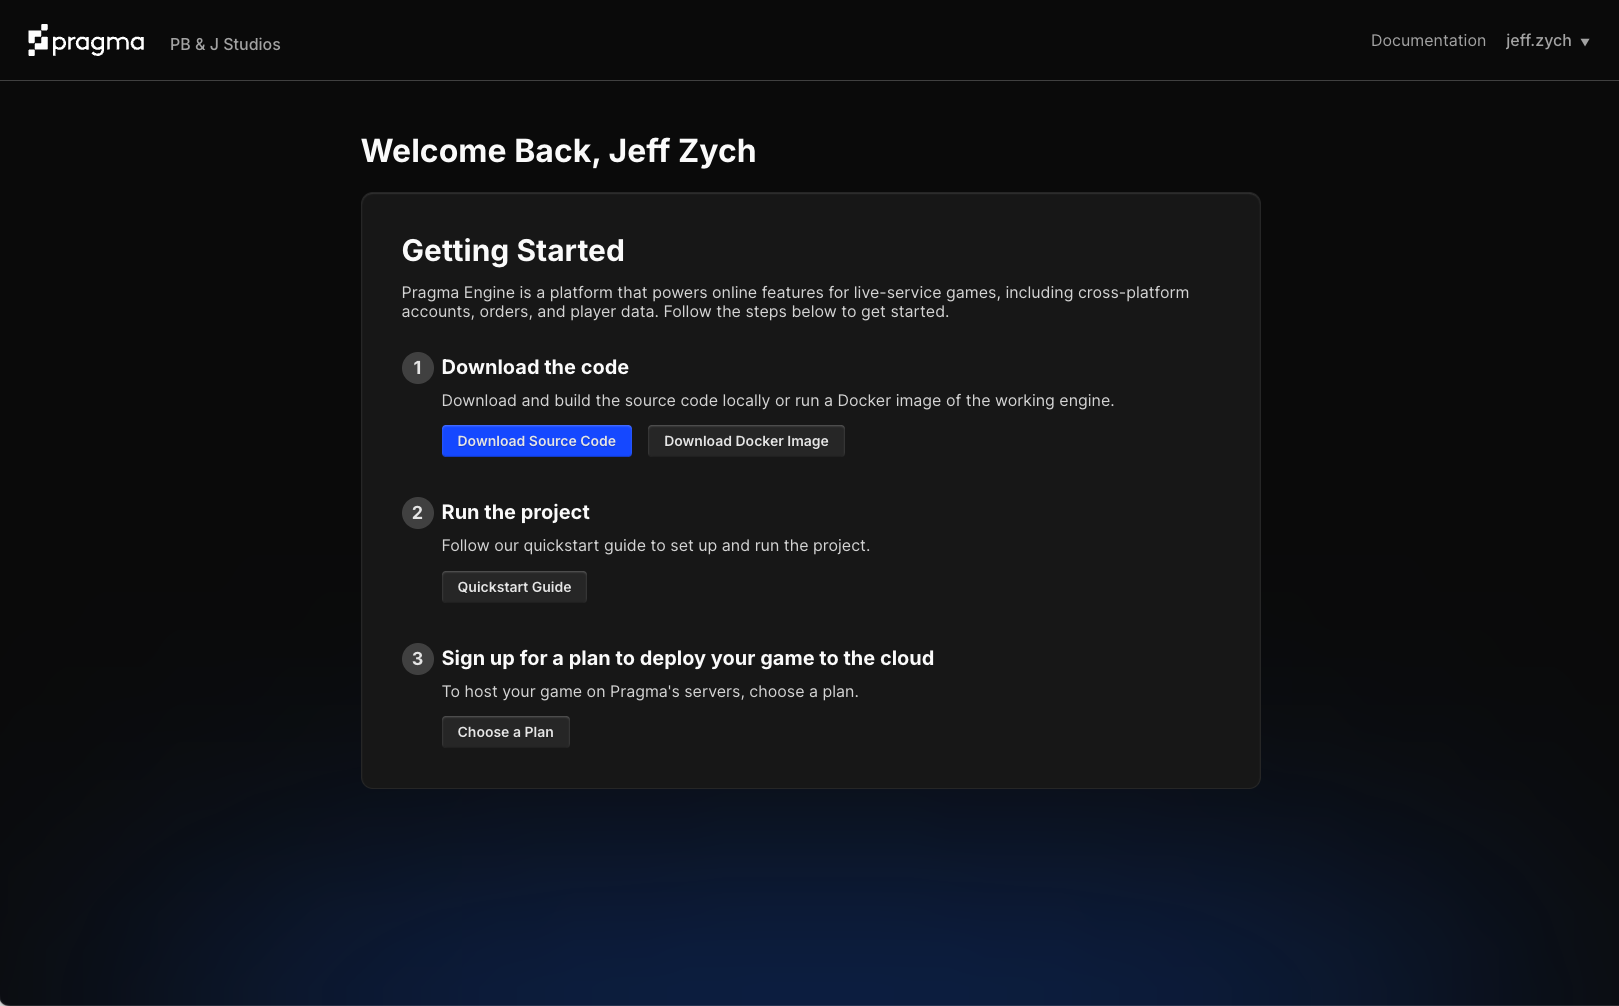 pragma
PB & J Studios
Documentation
jeff.zych
Welcome Back, Jeff Zych
Getting Started
Pragma Engine is a platform that powers online features for live-service games, including cross-platform
accounts, orders, and player data. Follow the steps below to get started.
1 Download the code
Download and build the source code locally or run a Docker image of the working engine.
Download Source Code
Download Docker Image
2 Run the project
Follow our quickstart guide to set up and run the project.
Quickstart Guide
3 Sign up for a plan to deploy your game to the cloud
To host your game on Pragma's servers, choose a plan.
Choose a Plan